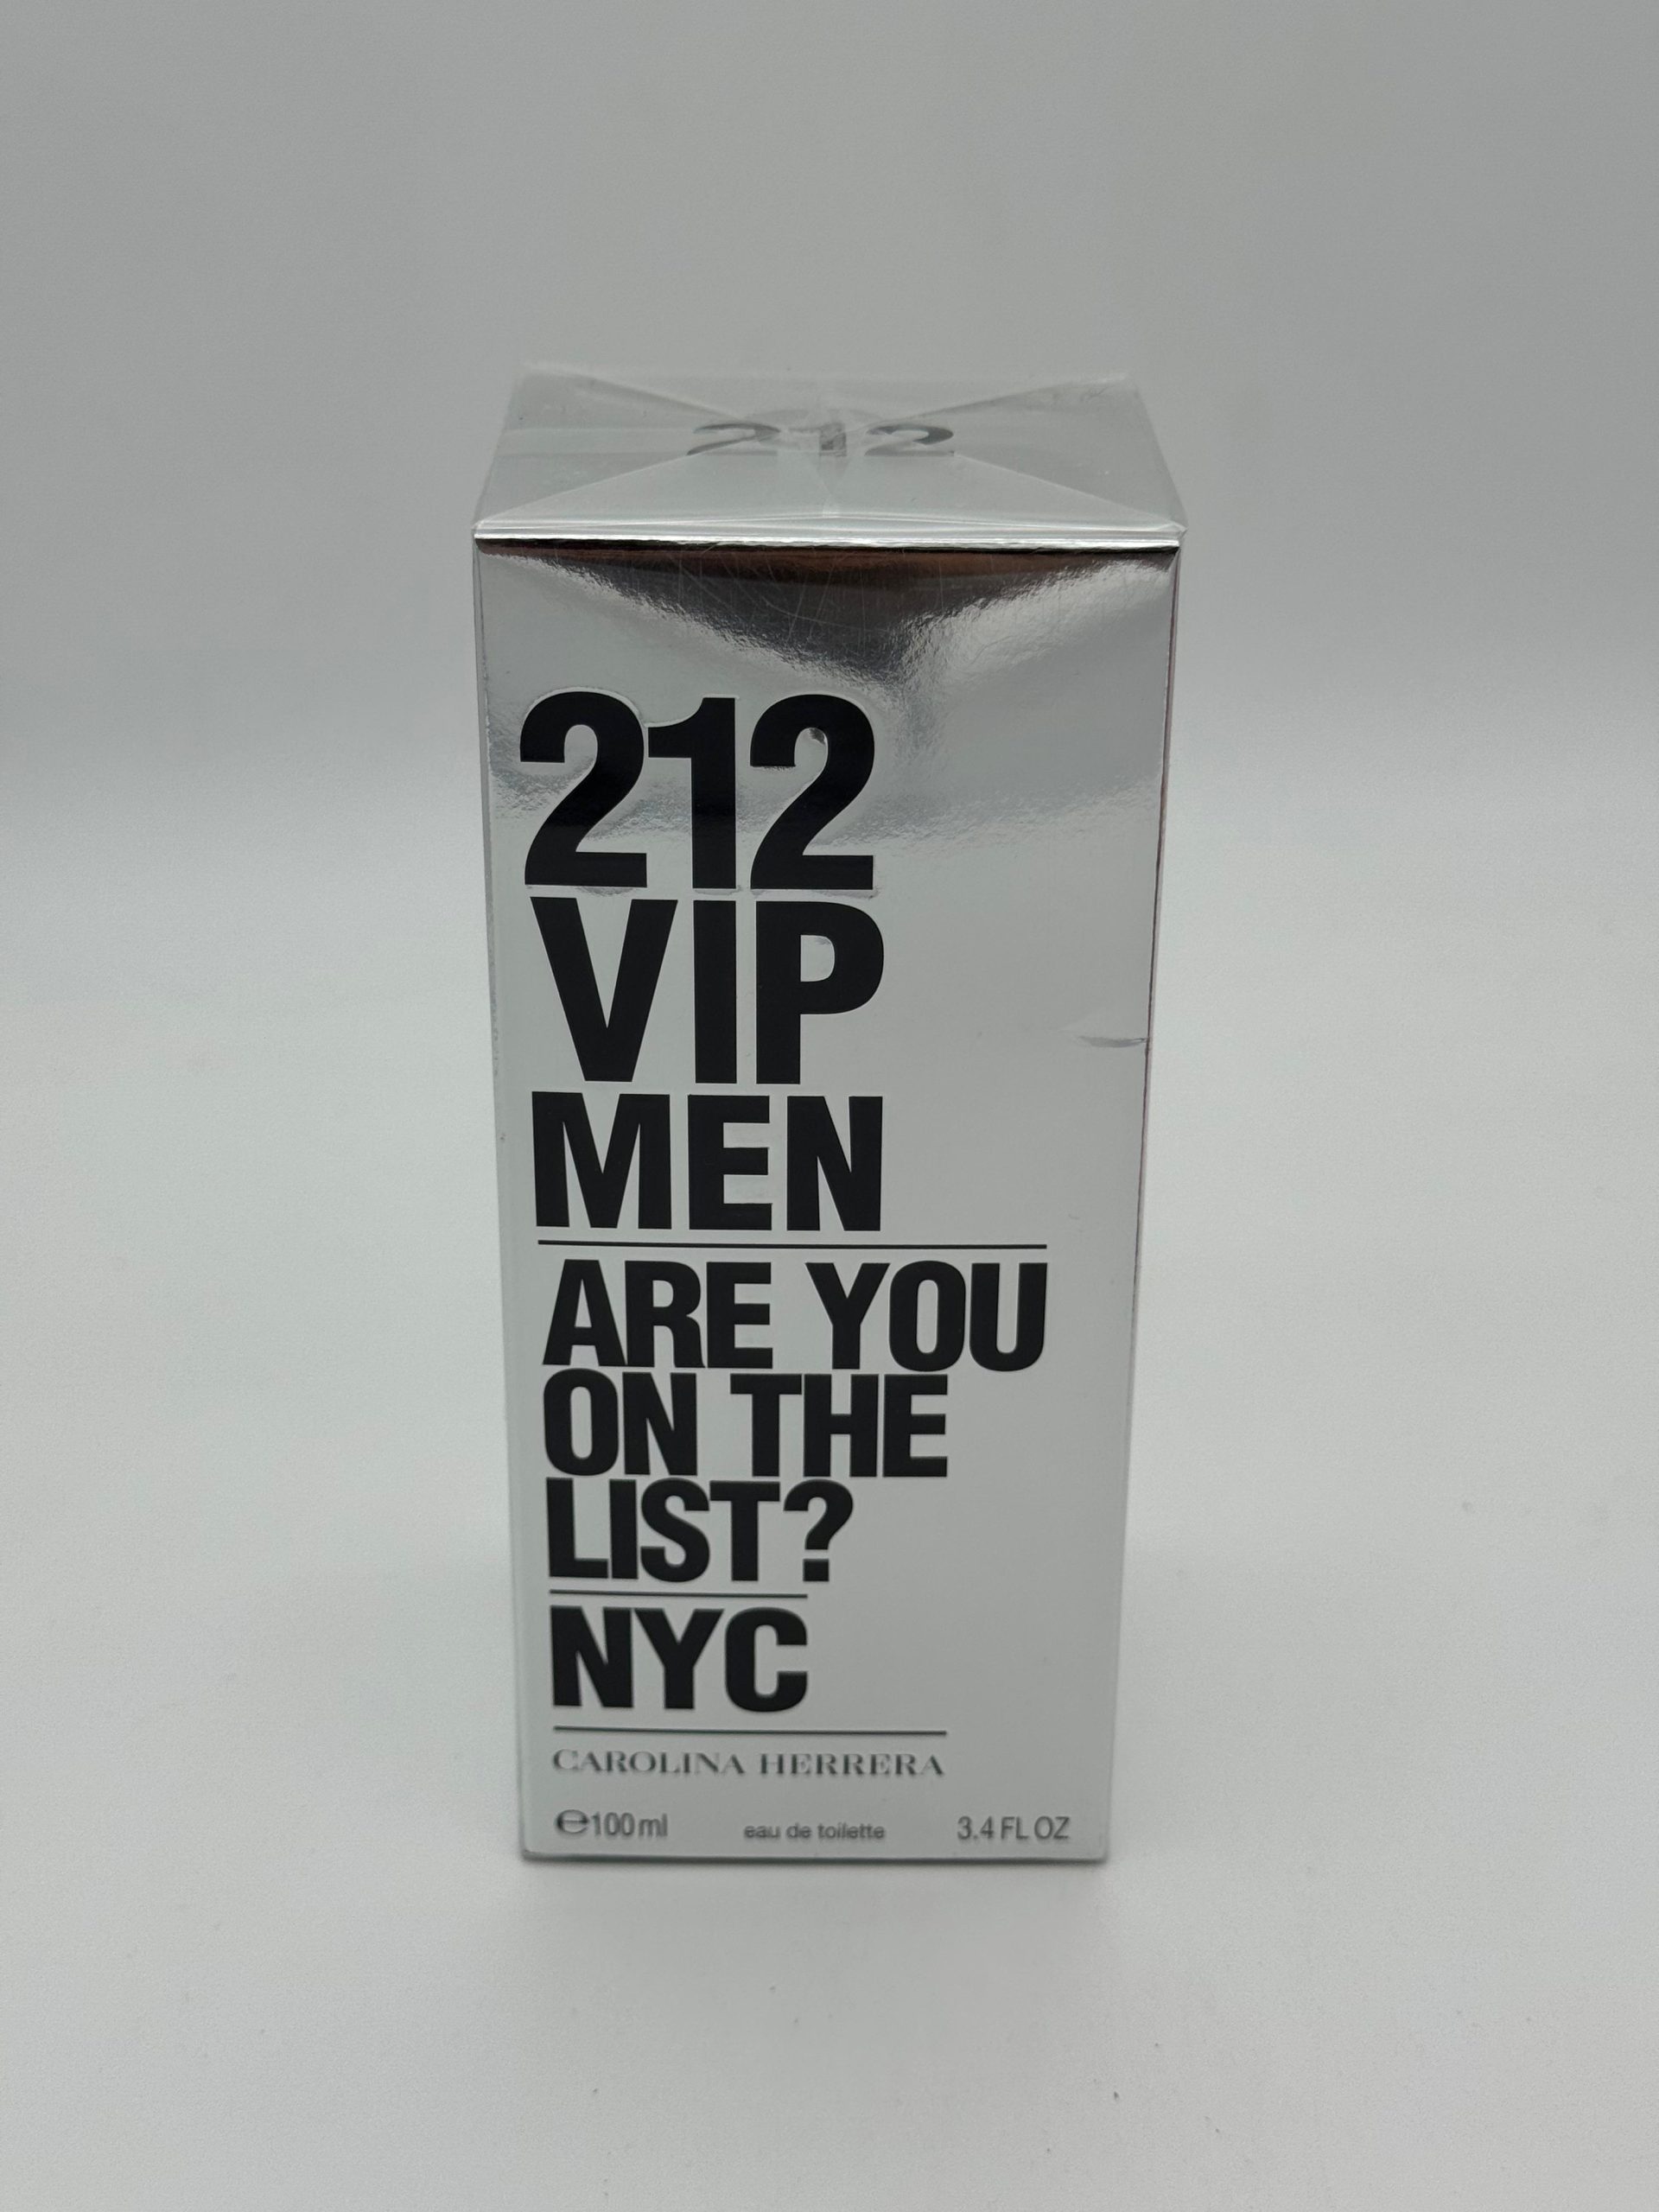 212
212
VIP
MEN
ARE YOU
ON THE
LIST?
NYC
CAROLINA HERRERA
℮100 ml eau de toilette 3.4 FL OZ